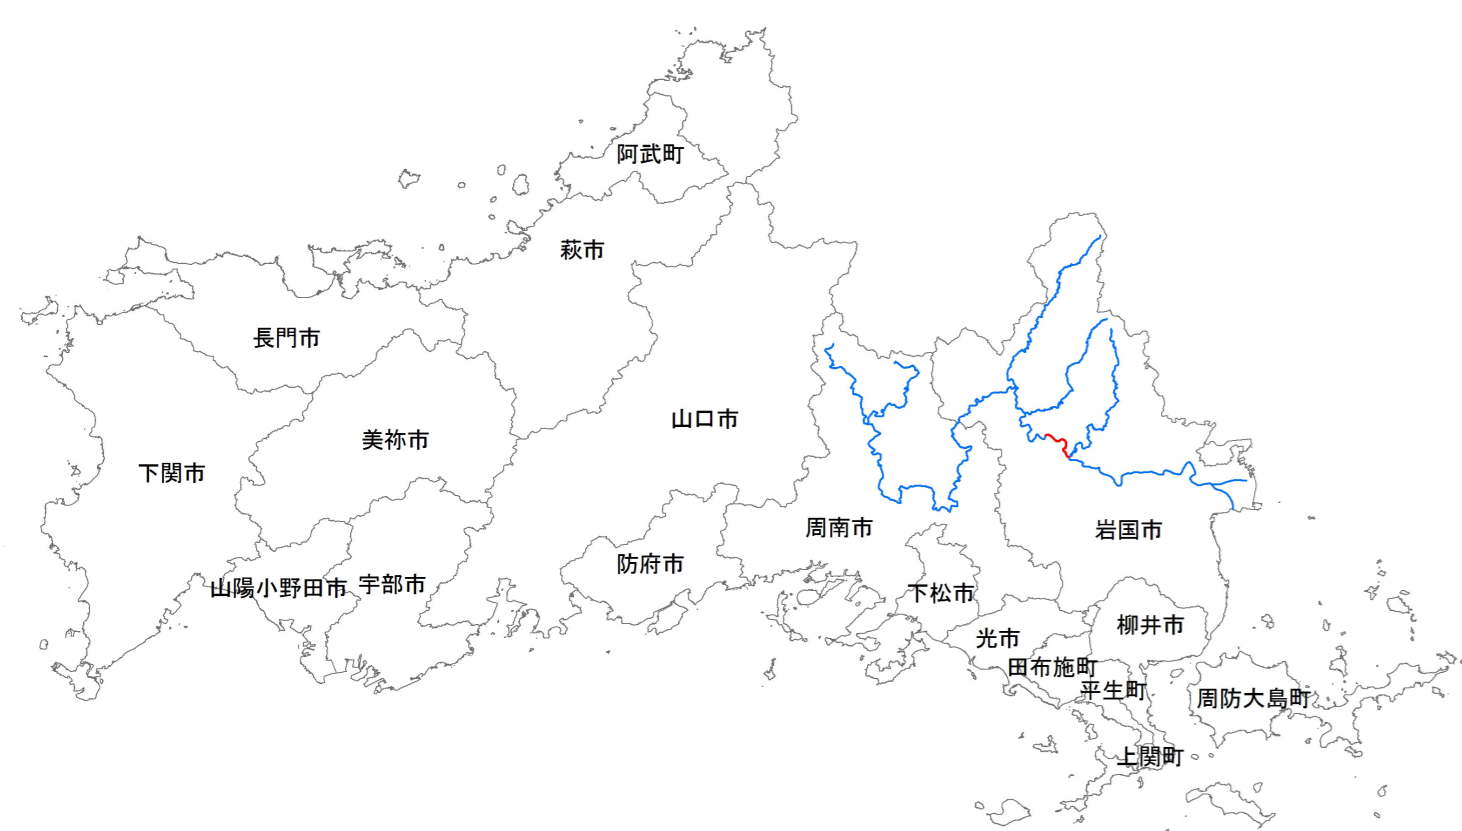 阿武町
萩市
長門市
山口市
美祢市
下関市
周南市
岩国市
防府市
山陽小野田市
宇部市
下松市
柳井市
光市
田布施町
平生町
周防大島町
上関町